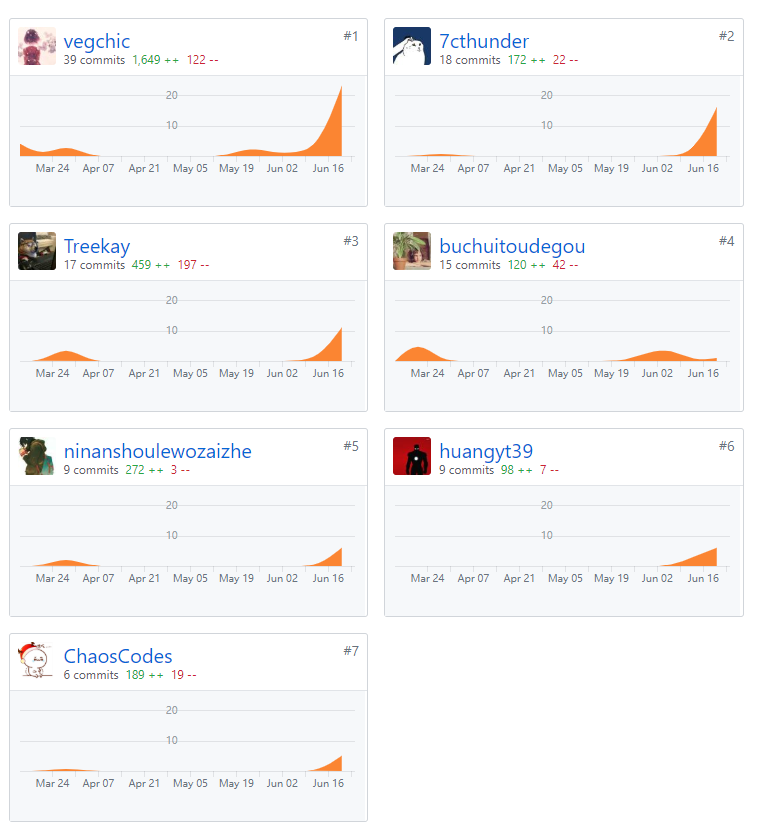 vegchic #1
39 commits 1,649 ++ 122 --
20
10
Mar 24 Apr 07 Apr 21 May 05 May 19 Jun 02 Jun 16
7cthunder #2
18 commits 172 ++ 22 --
20
10
Mar 24 Apr 07 Apr 21 May 05 May 19 Jun 02 Jun 16
Treekay #3
17 commits 459 ++ 197 --
20
10
Mar 24 Apr 07 Apr 21 May 05 May 19 Jun 02 Jun 16
buchuitoudegou #4
15 commits 120 ++ 42 --
20
10
Mar 24 Apr 07 Apr 21 May 05 May 19 Jun 02 Jun 16
ninanshoulewozaizhe #5
9 commits 272 ++ 3 --
20
10
Mar 24 Apr 07 Apr 21 May 05 May 19 Jun 02 Jun 16
huangyt39 #6
9 commits 98 ++ 7 --
20
10
Mar 24 Apr 07 Apr 21 May 05 May 19 Jun 02 Jun 16
ChaosCodes #7
6 commits 189 ++ 19 --
20
10
Mar 24 Apr 07 Apr 21 May 05 May 19 Jun 02 Jun 16